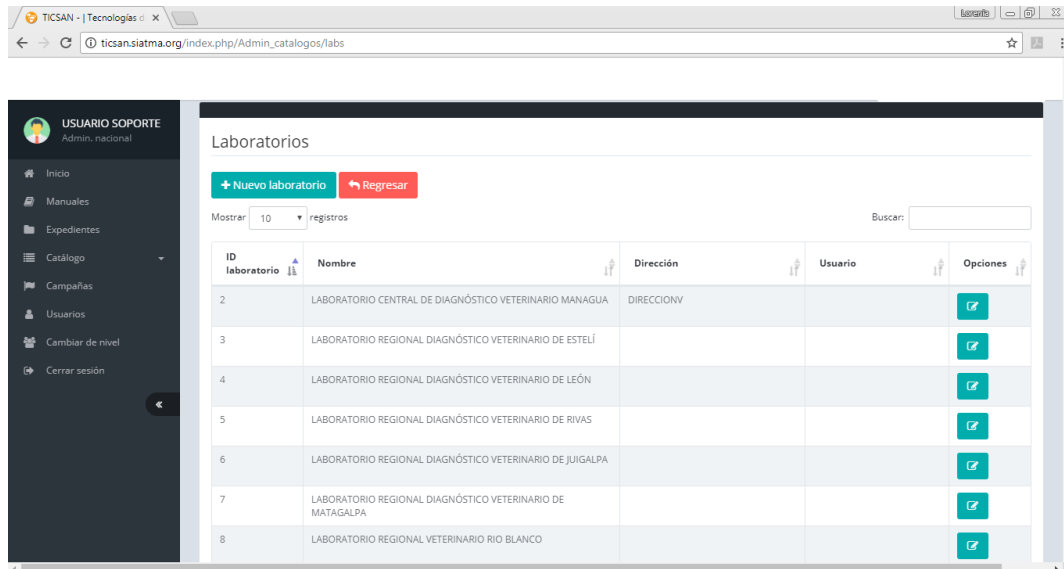 TICSAN - | Tecnologías d
Lorenia
ticsan.siatma.org/index.php/Admin_catalogos/labs
USUARIO SOPORTE
Admin. nacional
Inicio
Manuales
Expedientes
Catálogo
Campañas
Usuarios
Cambiar de nivel
Cerrar sesión
Laboratorios
Nuevo laboratorio Regresar
Mostrar 10 registros Buscar:
ID laboratorio Nombre Dirección Usuario Opciones
2 LABORATORIO CENTRAL DE DIAGNÓSTICO VETERINARIO MANAGUA DIRECCIONV
3 LABORATORIO REGIONAL DIAGNÓSTICO VETERINARIO DE ESTELÍ
4 LABORATORIO REGIONAL DIAGNÓSTICO VETERINARIO DE LEÓN
5 LABORATORIO REGIONAL DIAGNÓSTICO VETERINARIO DE RIVAS
6 LABORATORIO REGIONAL DIAGNÓSTICO VETERINARIO DE JUIGALPA
7 LABORATORIO REGIONAL DIAGNÓSTICO VETERINARIO DE
MATAGALPA
8 LABORATORIO REGIONAL VETERINARIO RIO BLANCO